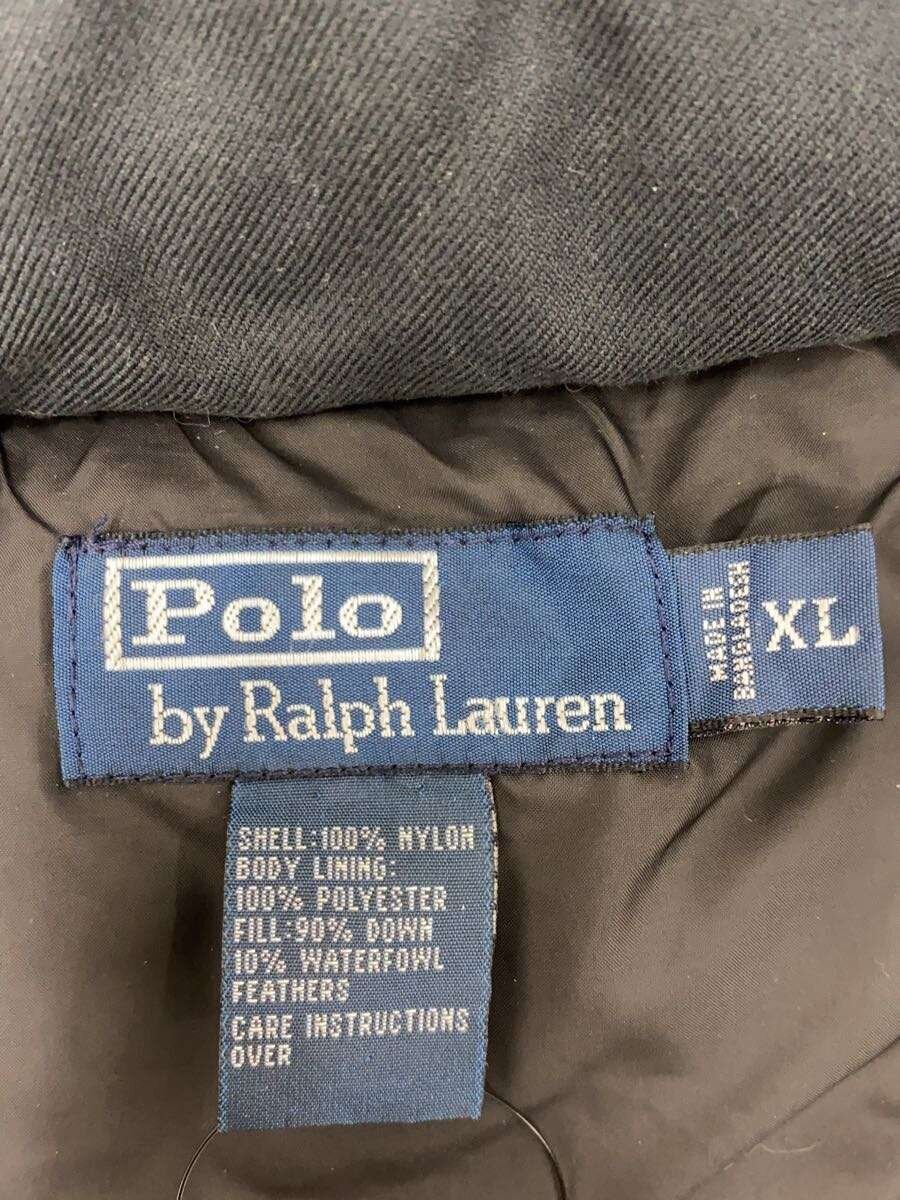 Polo
by Ralph Lauren
MADE IN
BANGLADESH
XL
SHELL:100% NYLON
BODY LINING:
100% POLYESTER
FILL:90% DOWN
10% WATERFOWL
FEATHERS
CARE INSTRUCTIONS
OVER